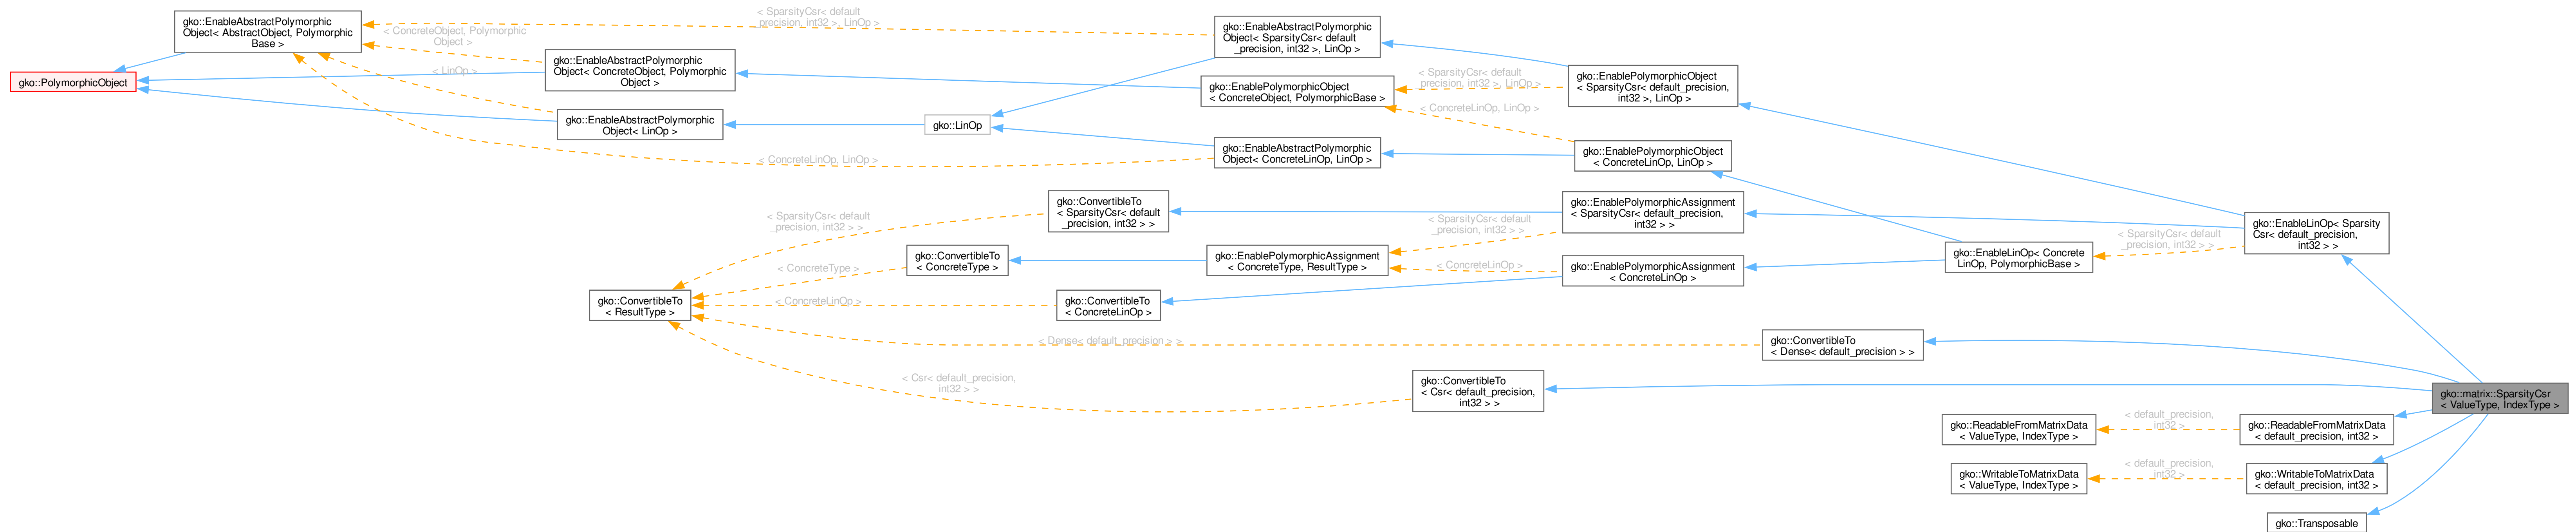 gko::PolymorphicObject
gko::EnableAbstractPolymorphic
Object< AbstractObject, Polymorphic
Base >
< SparsityCsr< default
_precision, int32 >, LinOp >
< ConcreteObject, Polymorphic
Object >
< LinOp >
< ConcreteLinOp, LinOp >
gko::EnableAbstractPolymorphic
Object< ConcreteObject, Polymorphic
Object >
gko::EnableAbstractPolymorphic
Object< LinOp >
gko::LinOp
gko::EnableAbstractPolymorphic
Object< SparsityCsr< default
_precision, int32 >, LinOp >
gko::EnablePolymorphicObject
< ConcreteObject, PolymorphicBase >
gko::EnableAbstractPolymorphic
Object< ConcreteLinOp, LinOp >
< SparsityCsr< default
_precision, int32 >, LinOp >
< ConcreteLinOp, LinOp >
gko::EnablePolymorphicObject
< SparsityCsr< default_precision,
int32 >, LinOp >
gko::EnablePolymorphicObject
< ConcreteLinOp, LinOp >
gko::ConvertibleTo
< ResultType >
< SparsityCsr< default
_precision, int32 > >
< ConcreteType >
< ConcreteLinOp >
< Dense< default_precision > >
< Csr< default_precision,
int32 > >
gko::ConvertibleTo
< SparsityCsr< default
_precision, int32 > >
gko::ConvertibleTo
< ConcreteType >
gko::ConvertibleTo
< ConcreteLinOp >
gko::EnablePolymorphicAssignment
< ConcreteType, ResultType >
< SparsityCsr< default
_precision, int32 > >
< ConcreteLinOp >
gko::EnablePolymorphicAssignment
< SparsityCsr< default_precision,
int32 > >
gko::EnablePolymorphicAssignment
< ConcreteLinOp >
gko::EnableLinOp< Concrete
LinOp, PolymorphicBase >
< SparsityCsr< default
_precision, int32 > >
gko::EnableLinOp< Sparsity
Csr< default_precision,
int32 > >
gko::ConvertibleTo
< Dense< default_precision > >
gko::ConvertibleTo
< Csr< default_precision,
int32 > >
gko::matrix::SparsityCsr
< ValueType, IndexType >
gko::ReadableFromMatrixData
< ValueType, IndexType >
< default_precision,
int32 >
gko::ReadableFromMatrixData
< default_precision, int32 >
gko::WritableToMatrixData
< ValueType, IndexType >
< default_precision,
int32 >
gko::WritableToMatrixData
< default_precision, int32 >
gko::Transposable